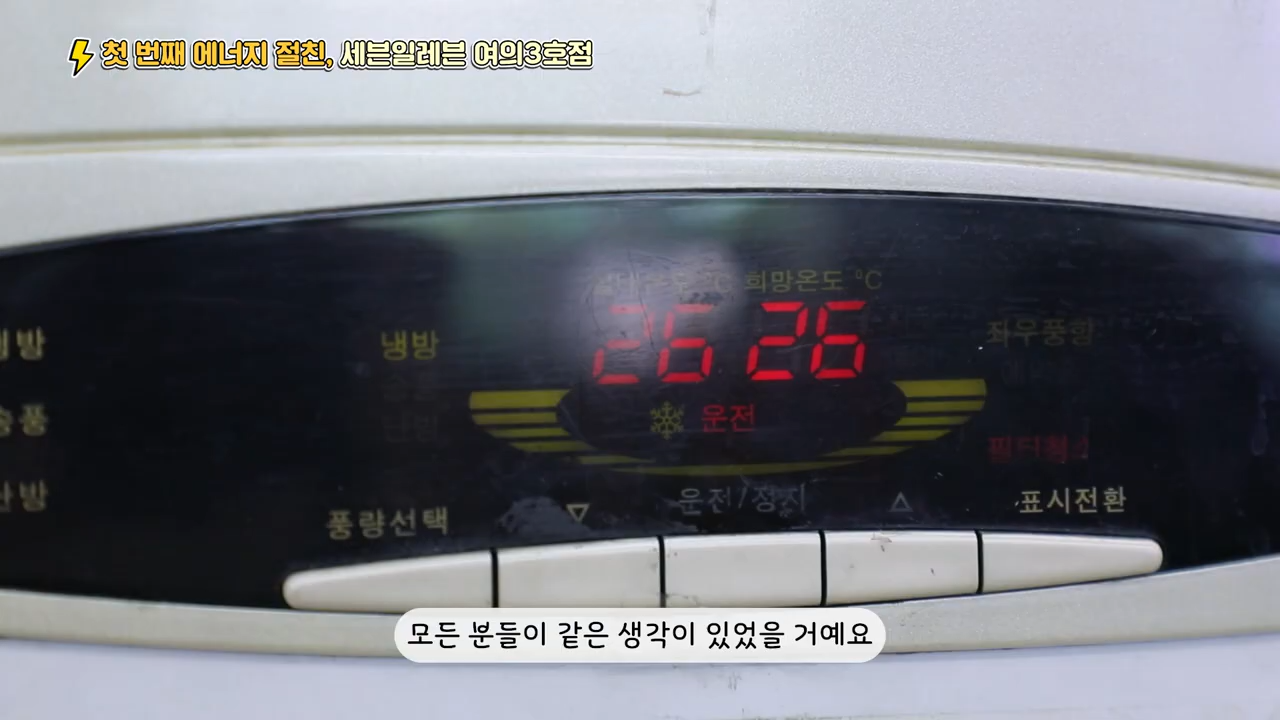 첫 번째 에너지 절친, 세븐일레븐 여의3호점
희망온도 °C
26 26
냉방
좌우풍향
송풍
난방
운전
필터청소
풍량선택 ▽ 운전/정지 △ 표시전환
모든 분들이 같은 생각이 있었을 거예요